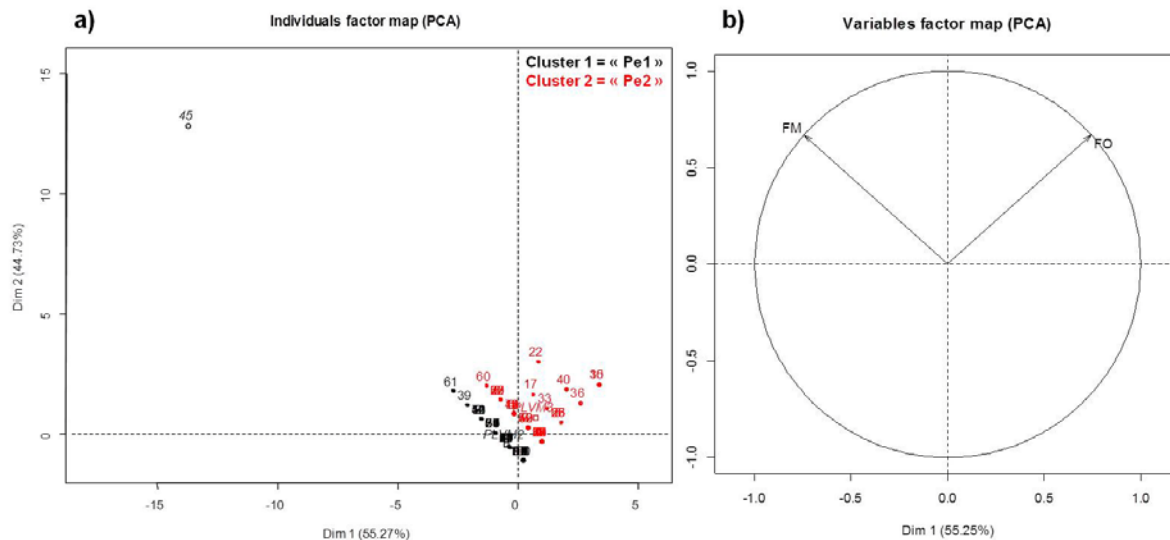 a)
Individuals factor map (PCA)
Cluster 1 = « Pe1 »
Cluster 2 = « Pe2 »
15
10
5
0
Dim 2 (44.73%)
45
61
39
60
22
17
33
40
36
-15
-10
-5
0
5
Dim 1 (55.27%)
b)
Variables factor map (PCA)
1.0
0.5
0.0
-0.5
-1.0
FM
FO
-1.0
-0.5
0.0
0.5
1.0
Dim 1 (55.25%)